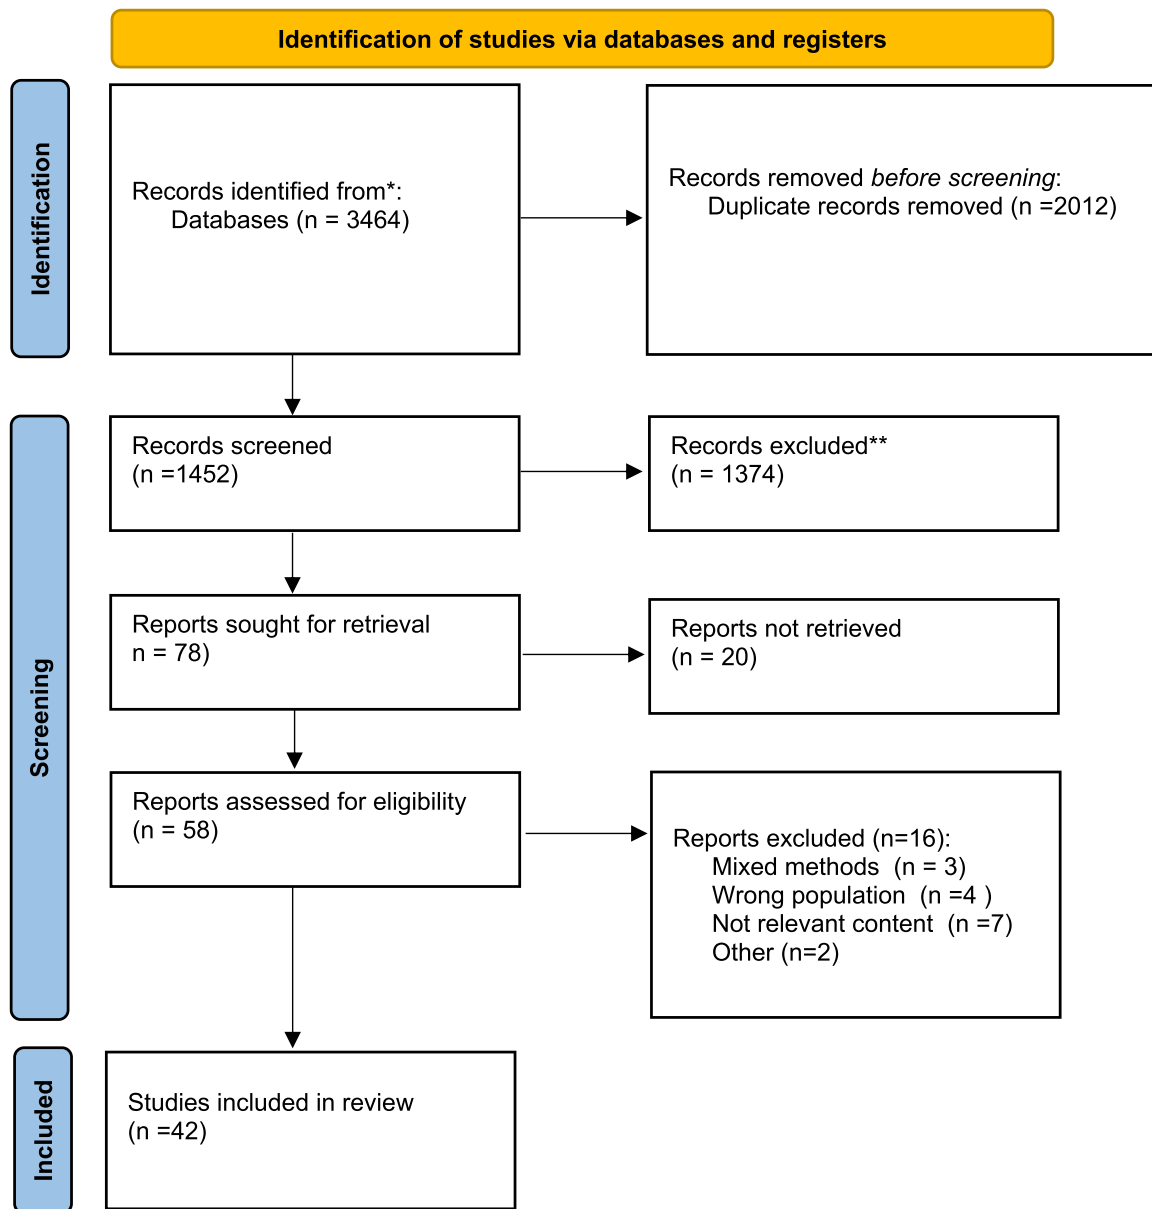 Identification of studies via databases and registers
Identification
Records identified from*:
Databases (n = 3464)
Records removed before screening:
Duplicate records removed (n =2012)
Screening
Records screened
(n =1452)
Records excluded**
(n = 1374)
Reports sought for retrieval
n = 78)
Reports not retrieved
(n = 20)
Reports assessed for eligibility
(n = 58)
Reports excluded (n=16):
Mixed methods  (n = 3)
Wrong population  (n =4 )
Not relevant content  (n =7)
Other (n=2)
Included
Studies included in review
(n =42)